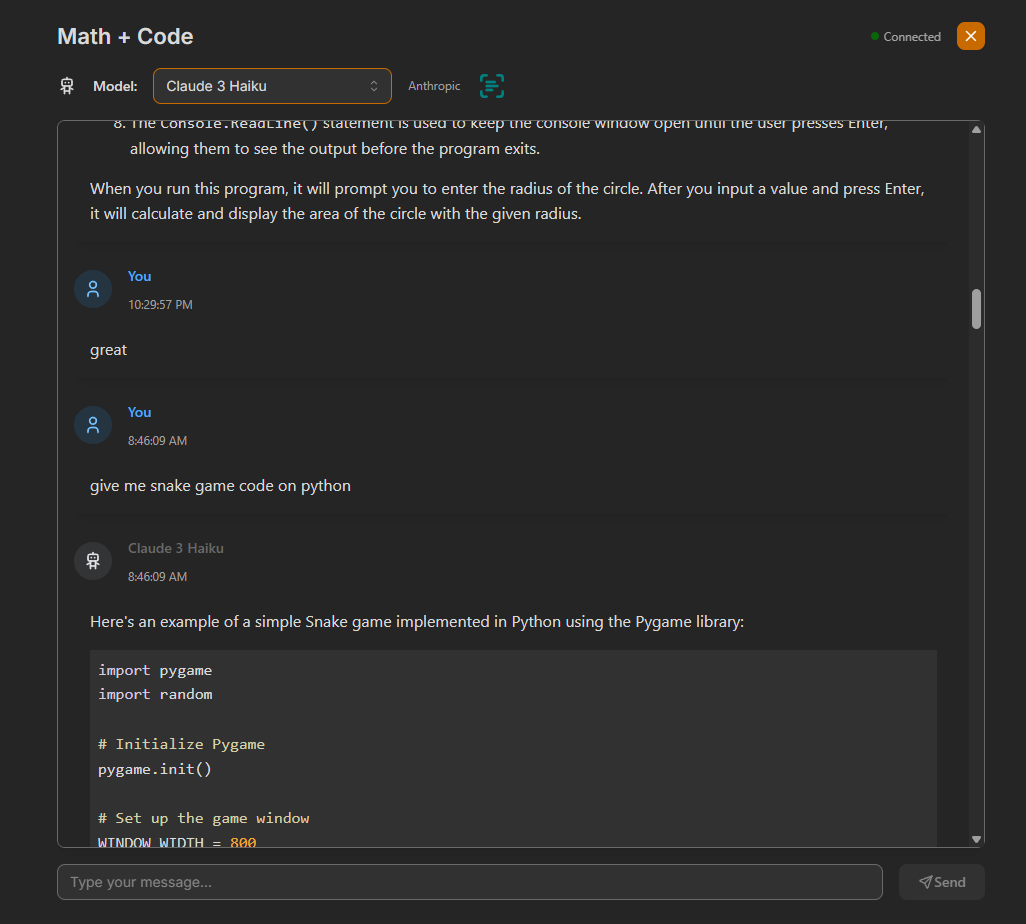 Math + Code
Connected
Model:
Claude 3 Haiku
Anthropic
8. The Console.ReadLine() statement is used to keep the console window open until the user presses Enter,
allowing them to see the output before the program exits.
When you run this program, it will prompt you to enter the radius of the circle. After you input a value and press Enter,
it will calculate and display the area of the circle with the given radius.
You
10:29:57 PM
great
You
8:46:09 AM
give me snake game code on python
Claude 3 Haiku
8:46:09 AM
Here's an example of a simple Snake game implemented in Python using the Pygame library:
import pygame
import random
# Initialize Pygame
pygame.init()
# Set up the game window
WINDOW_WIDTH = 800
Type your message...
Send